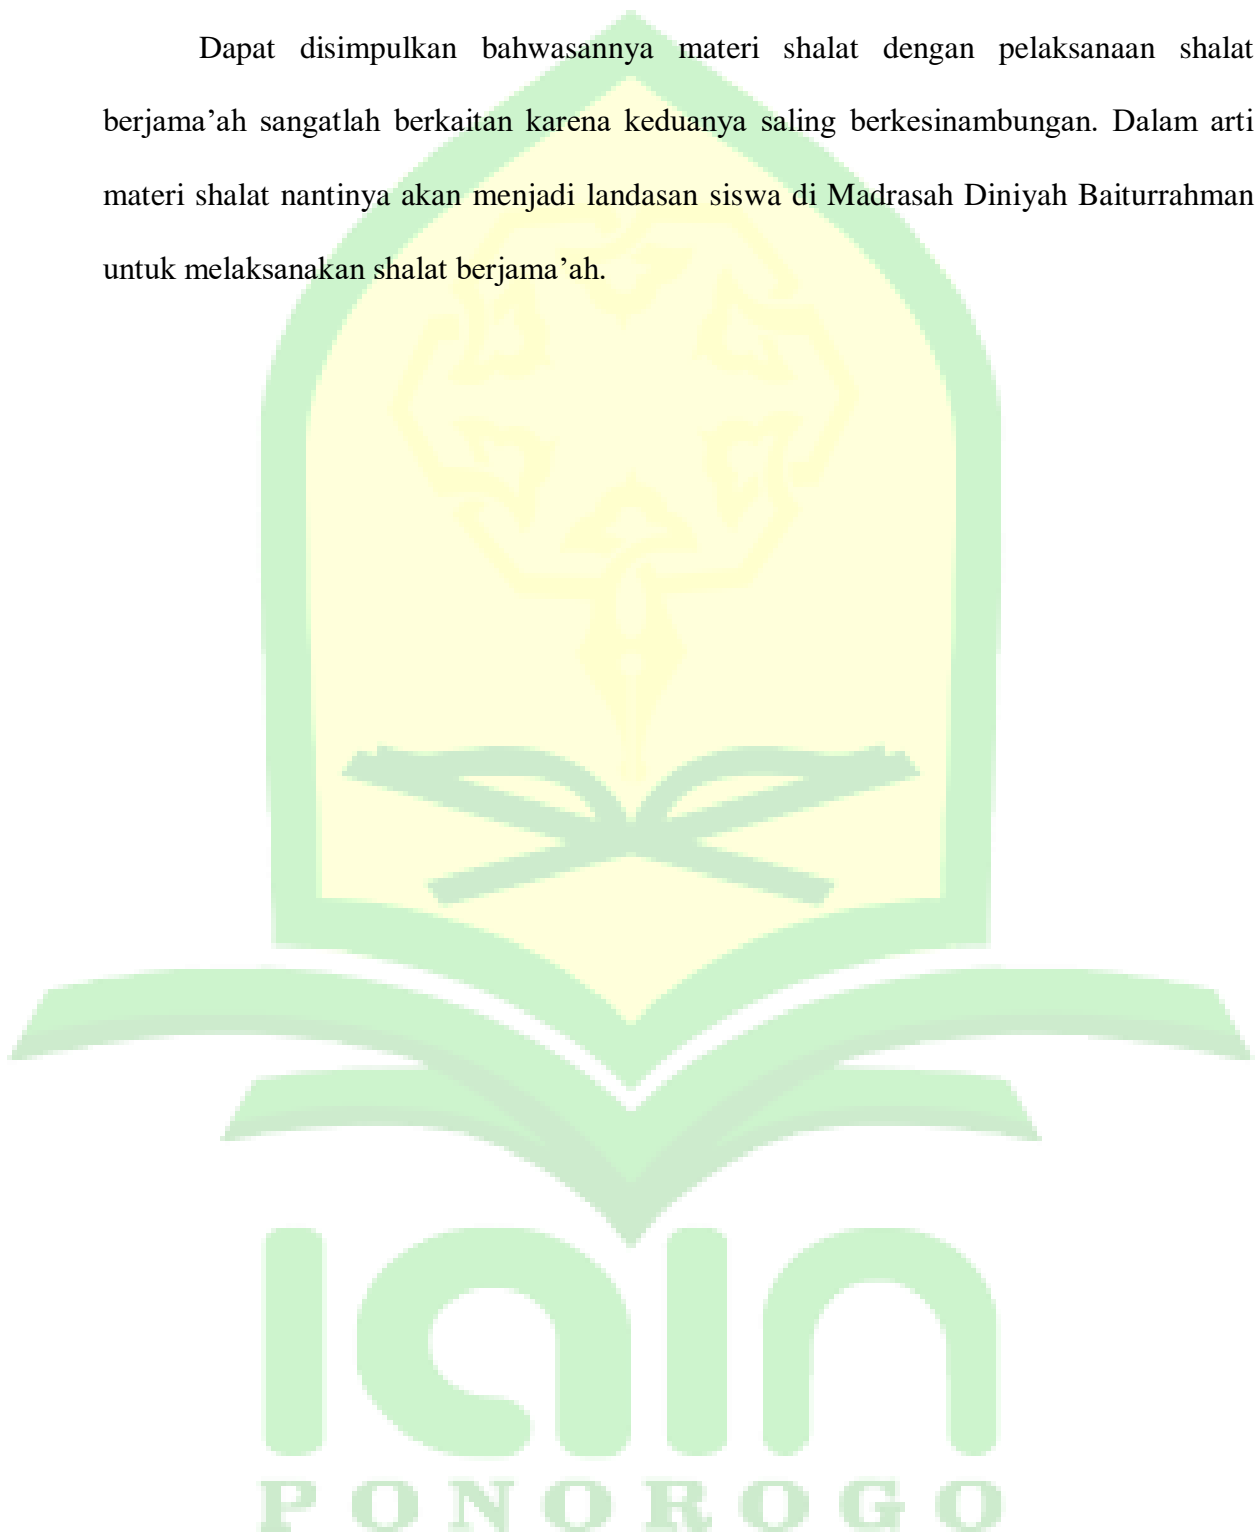 Dapat disimpulkan bahwasannya materi shalat dengan pelaksanaan shalat
berjama’ah sangatlah berkaitan karena keduanya saling berkesinambungan. Dalam arti
materi shalat nantinya akan menjadi landasan siswa di Madrasah Diniyah Baiturrahman
untuk melaksanakan shalat berjama’ah.
iain
PONOROGO